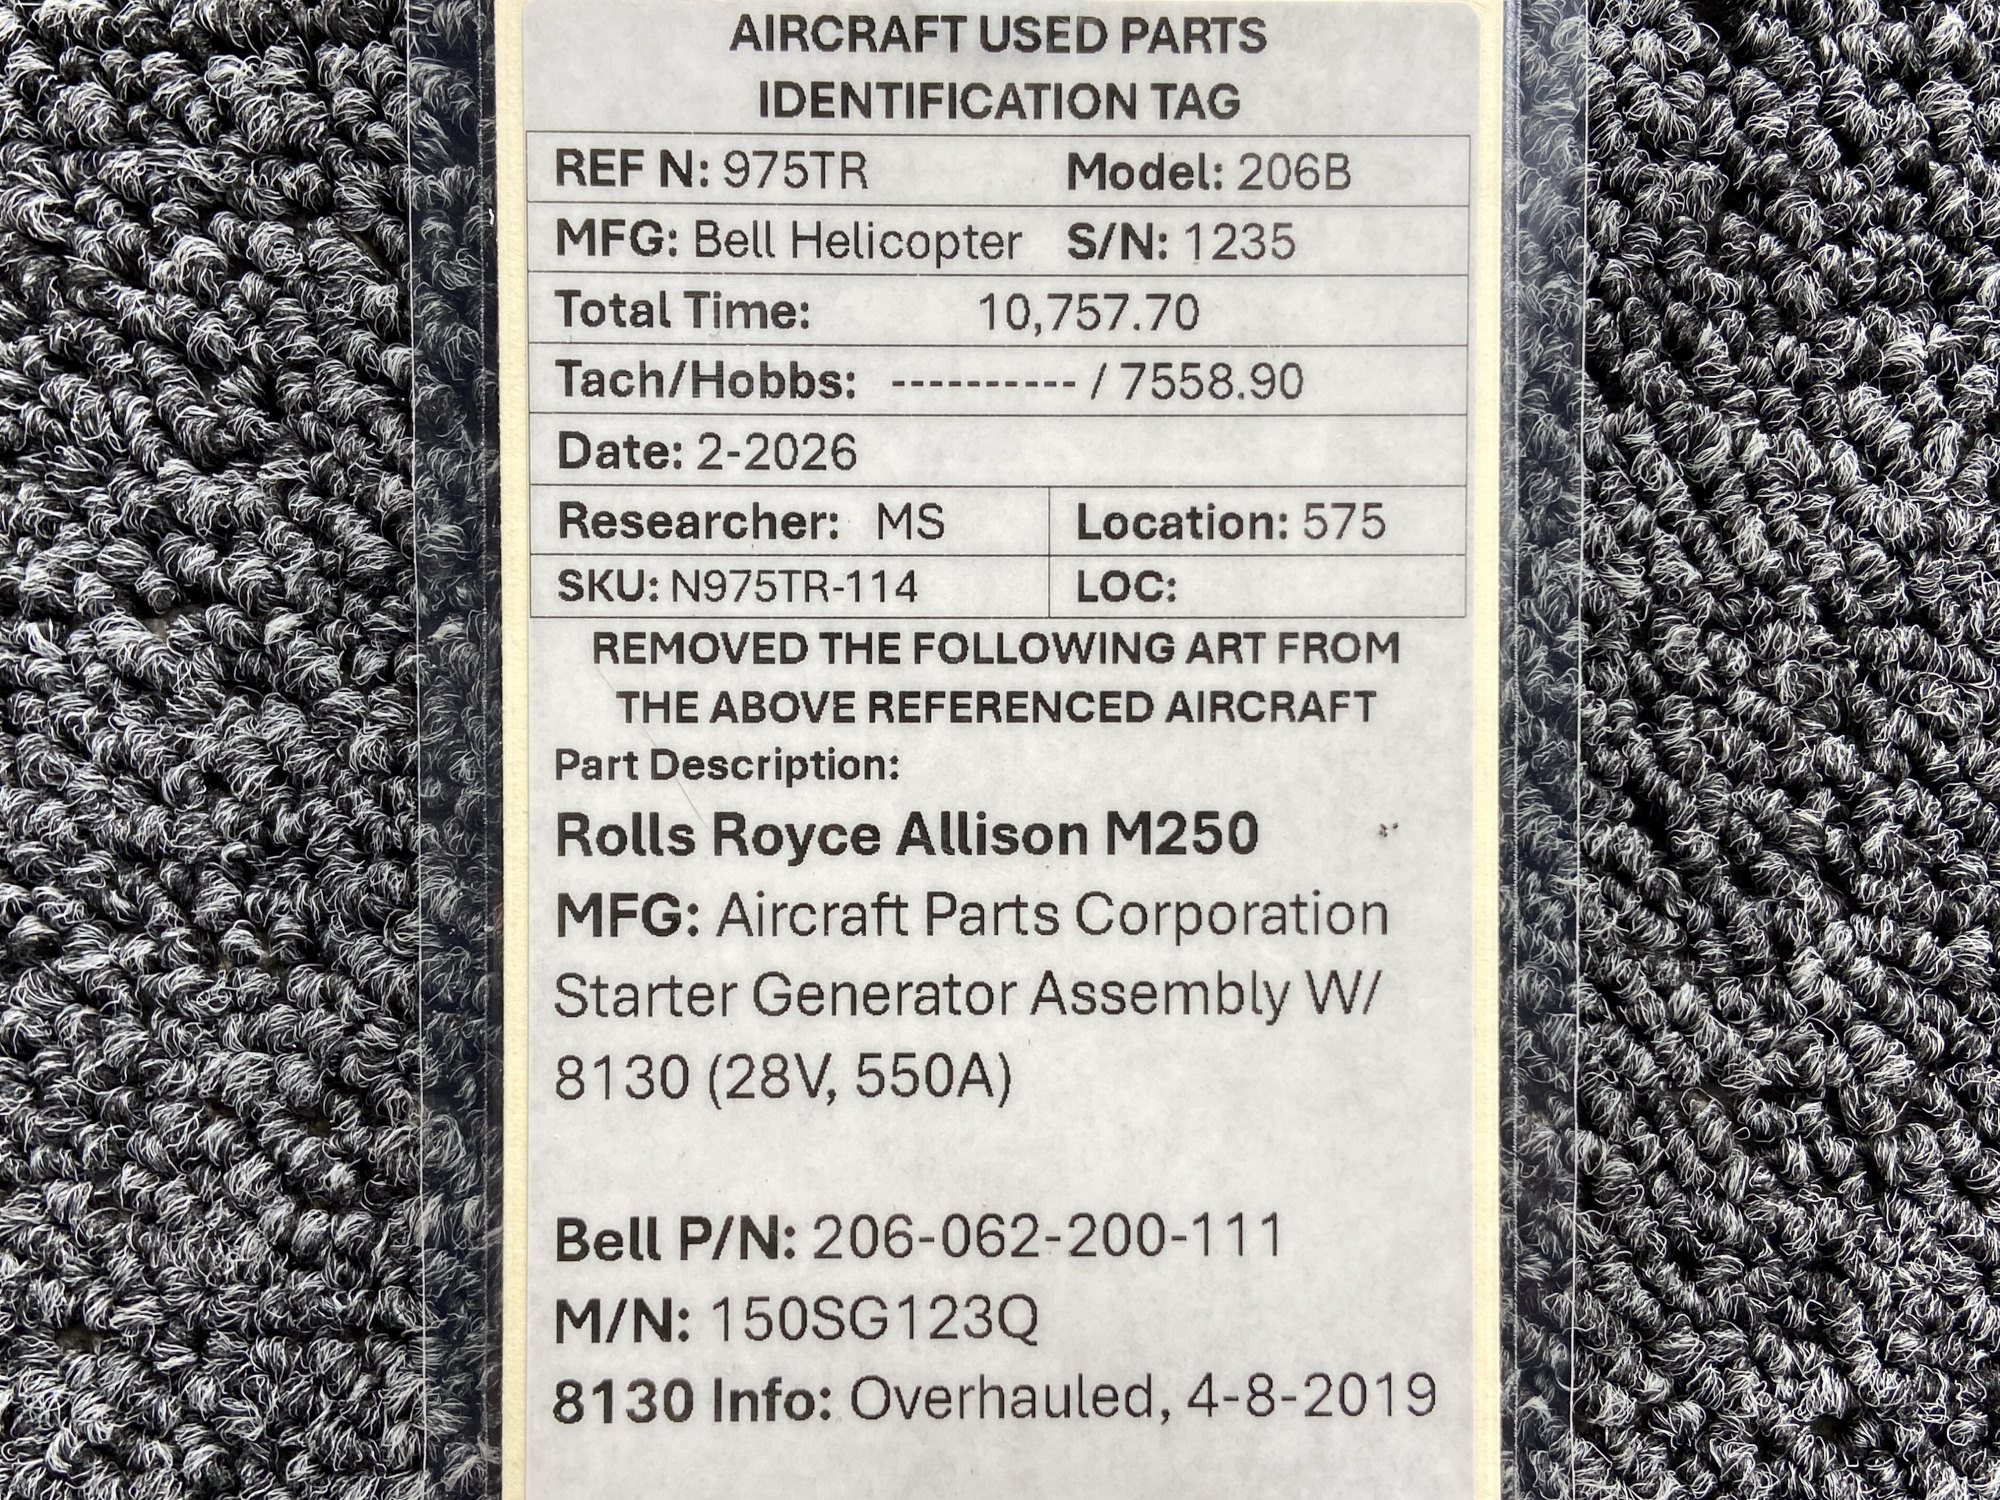 AIRCRAFT USED PARTS
IDENTIFICATION TAG
REF N: 975TR Model: 206B
MFG: Bell Helicopter S/N: 1235
Total Time: 10,757.70
Tach/Hobbs: ---------- / 7558.90
Date: 2-2026
Researcher: MS Location: 575
SKU: N975TR-114 LOC:
REMOVED THE FOLLOWING ART FROM
THE ABOVE REFERENCED AIRCRAFT
Part Description:
Rolls Royce Allison M250
MFG: Aircraft Parts Corporation
Starter Generator Assembly W/
8130 (28V, 550A)
Bell P/N: 206-062-200-111
M/N: 150SG123Q
8130 Info: Overhauled, 4-8-2019